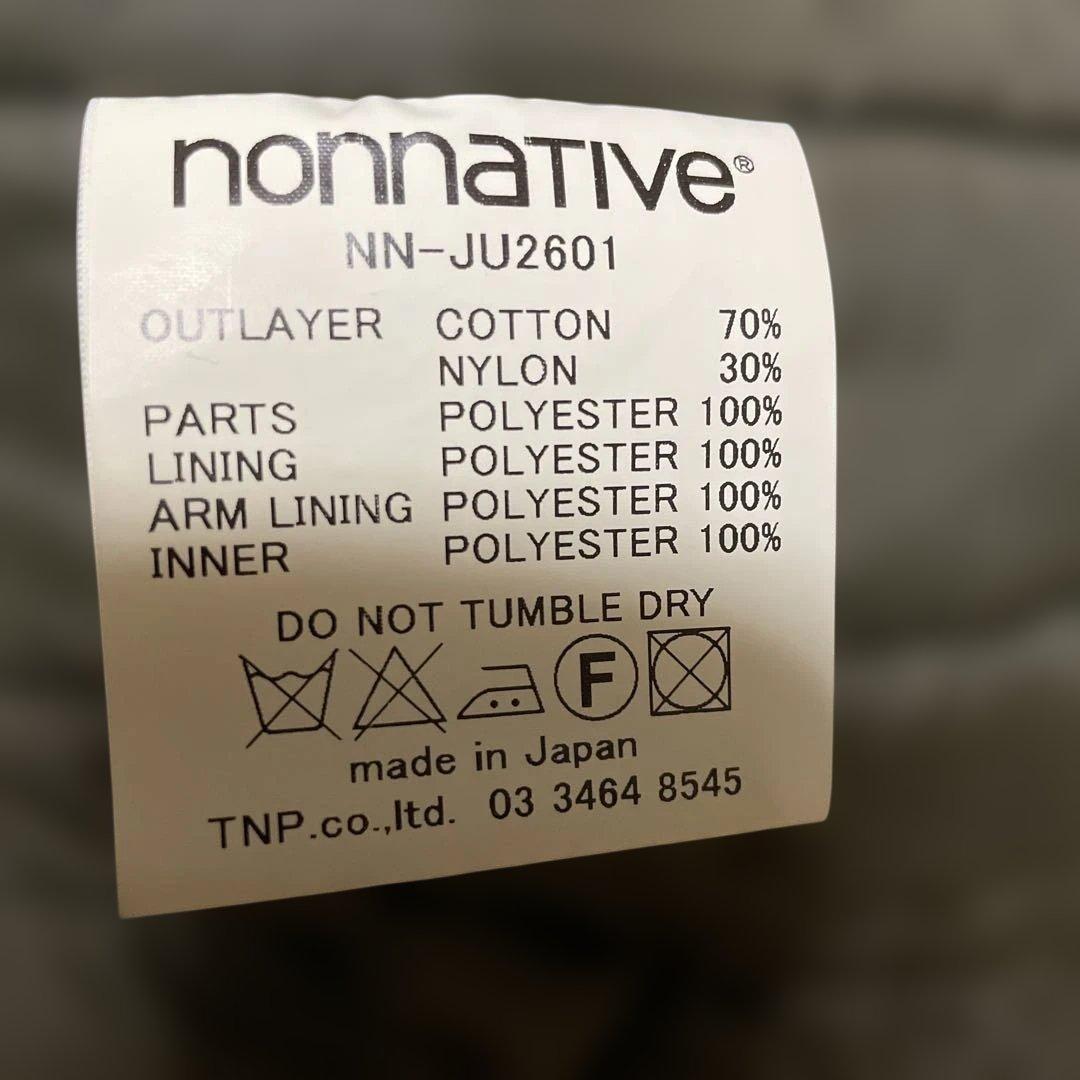 nonnaTIVe®
NN-JU2601
OUTLAYER COTTON 70%
NYLON 30%
PARTS POLYESTER 100%
LINING POLYESTER 100%
ARM LINING POLYESTER 100%
INNER POLYESTER 100%
DO NOT TUMBLE DRY
F
made in Japan
TNP.co.,ltd. 03 3464 8545